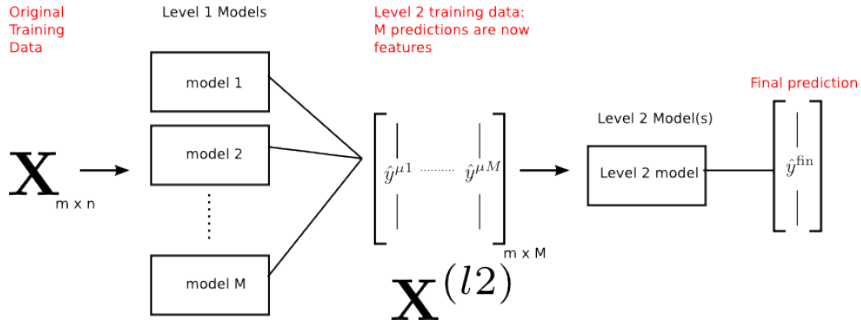 Original
Training
Data
Level 1 Models
Level 2 training data:
M predictions are now
features
model 1
model 2
model M
X
m x n
ŷ^{μ1} .......... ŷ^{μM}
m x M
X^{(l2)}
Level 2 Model(s)
Level 2 model
Final prediction
ŷ^{fin}